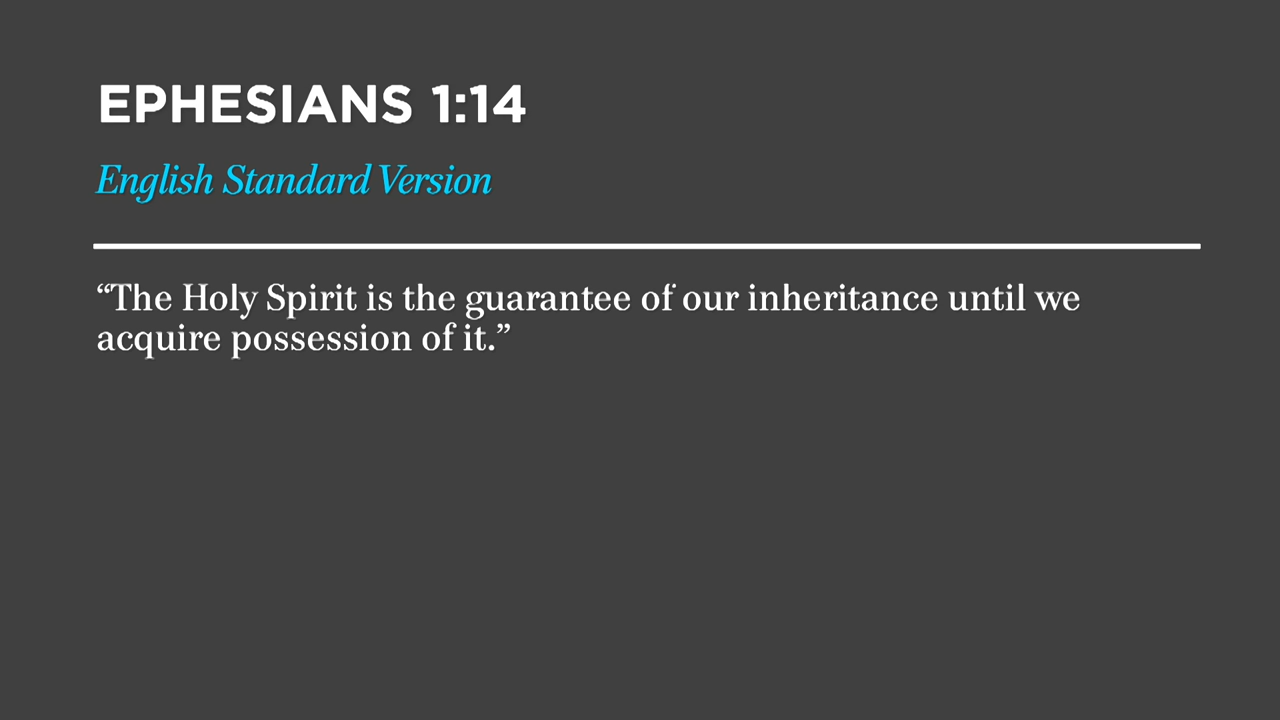 EPHESIANS 1:14
English Standard Version
“The Holy Spirit is the guarantee of our inheritance until we
acquire possession of it.”